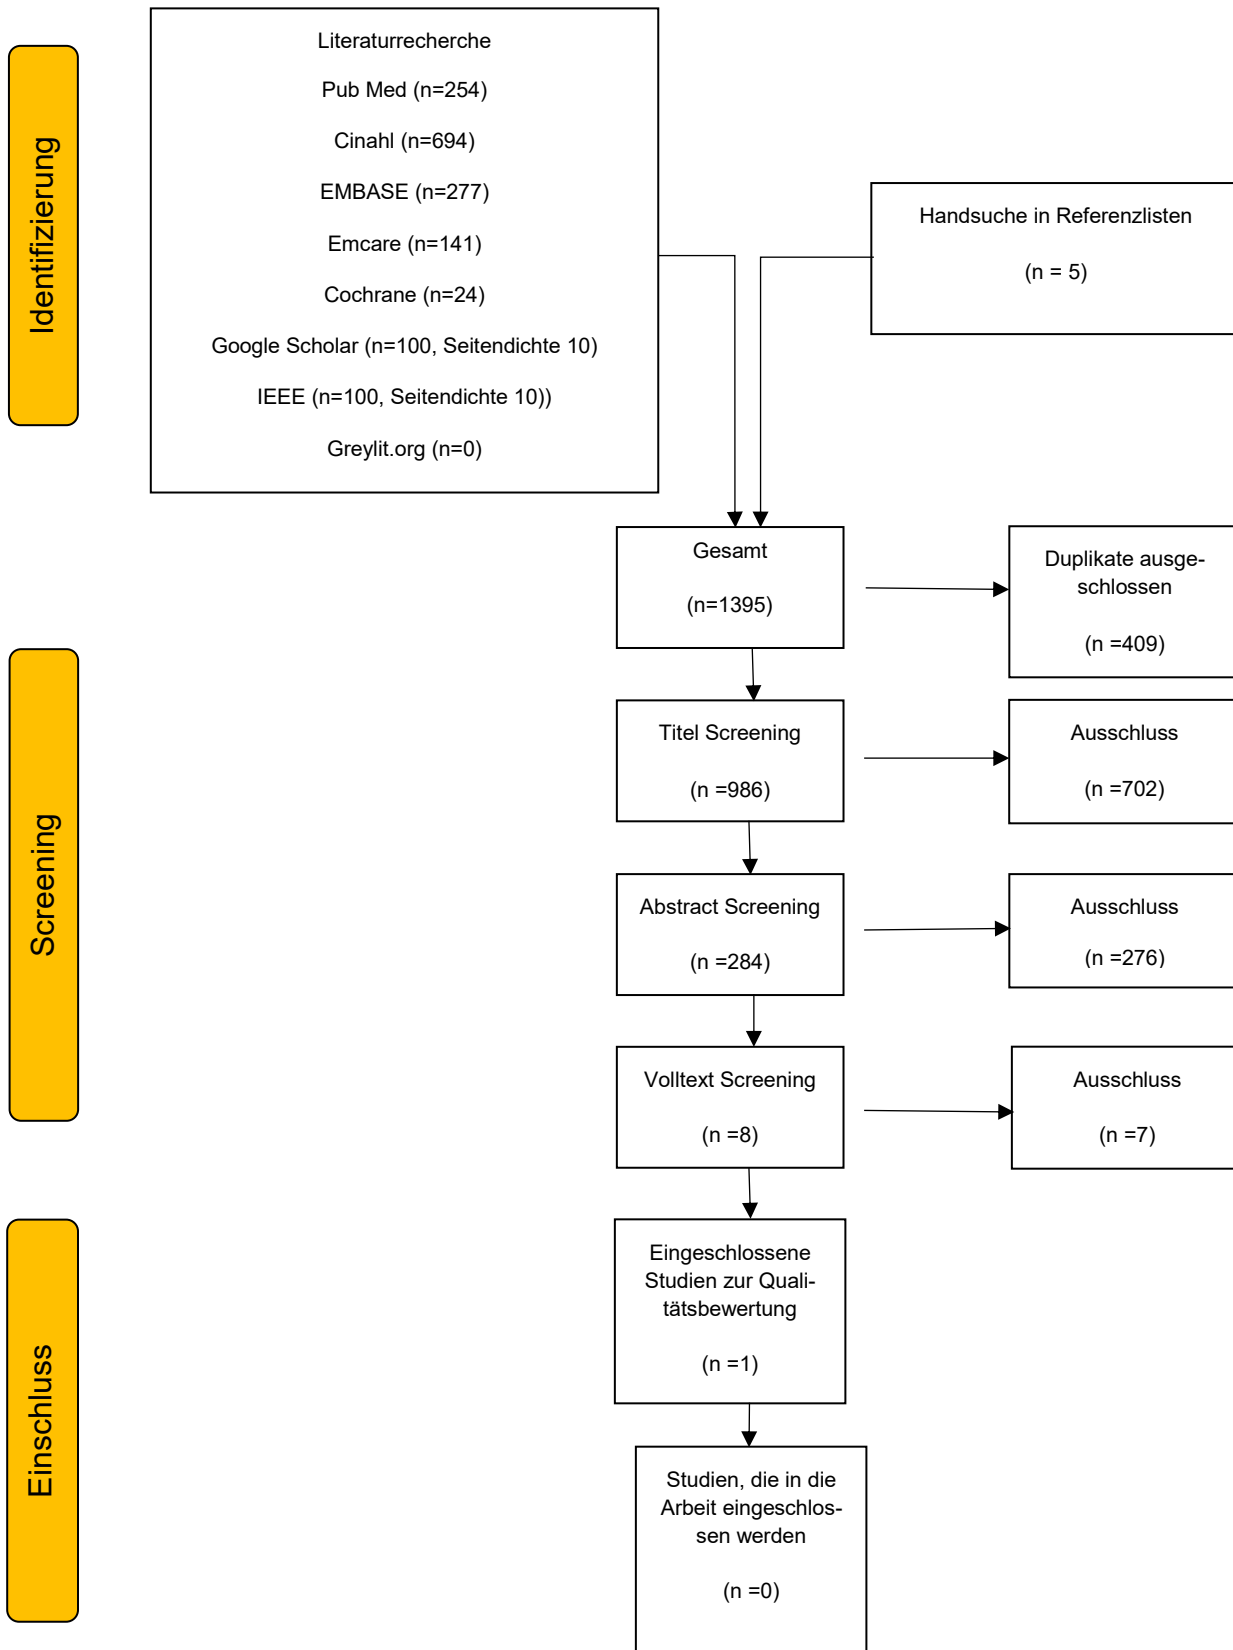 Identifizierung
Literaturrecherche
Pub Med (n=254)
Cinahl (n=694)
EMBASE (n=277)
Emcare (n=141)
Cochrane (n=24)
Google Scholar (n=100, Seitendichte 10)
IEEE (n=100, Seitendichte 10))
Greylit.org (n=0)
Handsuche in Referenzlisten
(n = 5)
Gesamt
(n=1395)
Duplikate ausge-
schlossen
(n =409)
Screening
Titel Screening
(n =986)
Ausschluss
(n =702)
Abstract Screening
(n =284)
Ausschluss
(n =276)
Volltext Screening
(n =8)
Ausschluss
(n =7)
Einschluss
Eingeschlossene
Studien zur Quali-
tätsbewertung
(n =1)
Studien, die in die
Arbeit eingeschlos-
sen werden
(n =0)